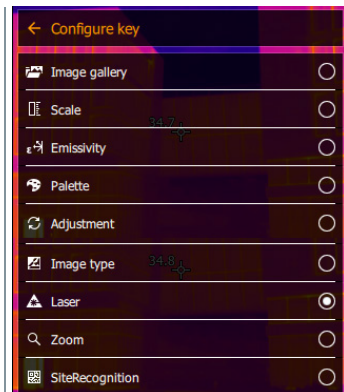 Configure key
Image gallery
Scale
34.7
Emissivity
Palette
Adjustment
Image type
34.8
Laser
Zoom
SiteRecognition